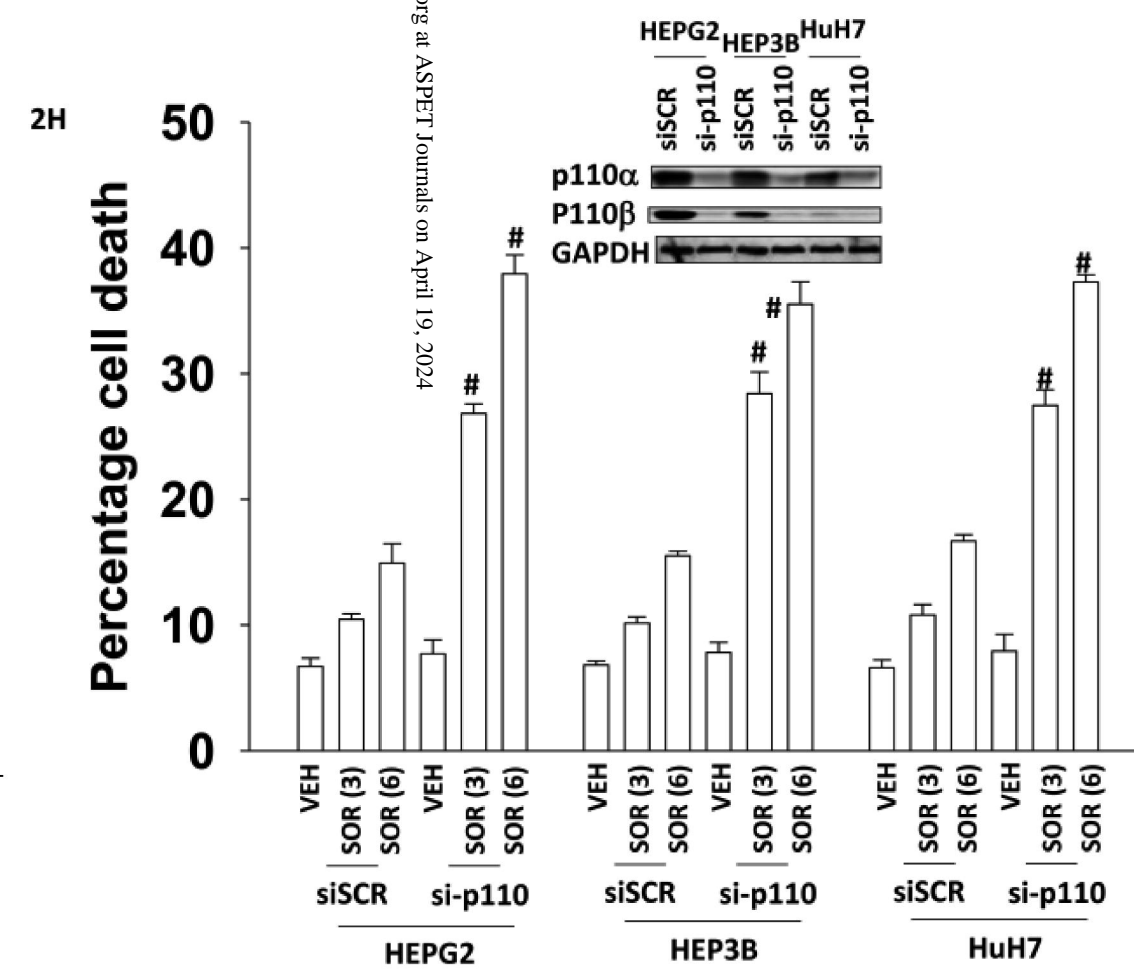 2H
org at ASPET Journals on April 19, 2024
HEPG2 HEP3B HuH7
siSCR si-p110 siSCR si-p110 siSCR si-p110
p110α
P110β
GAPDH
Percentage cell death
50
40
30
20
10
0
# # # # # #
VEH SOR (3) SOR (6) VEH SOR (3) SOR (6) VEH SOR (3) SOR (6) VEH SOR (3) SOR (6) VEH SOR (3) SOR (6) VEH SOR (3) SOR (6)
siSCR si-p110 siSCR si-p110 siSCR si-p110
HEPG2 HEP3B HuH7